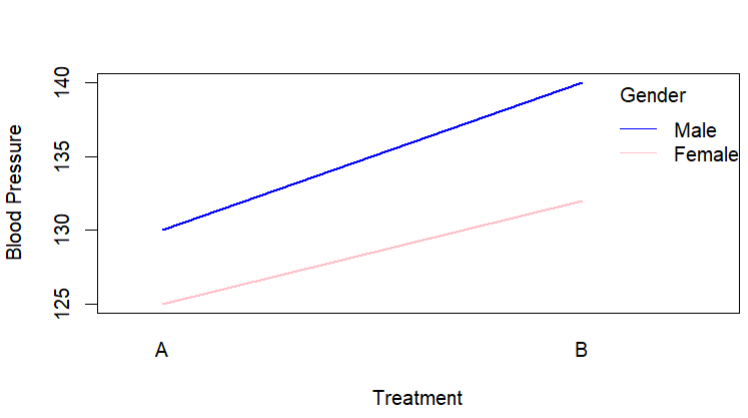 140
135
130
125
Blood Pressure
Gender
Male
Female
A
B
Treatment